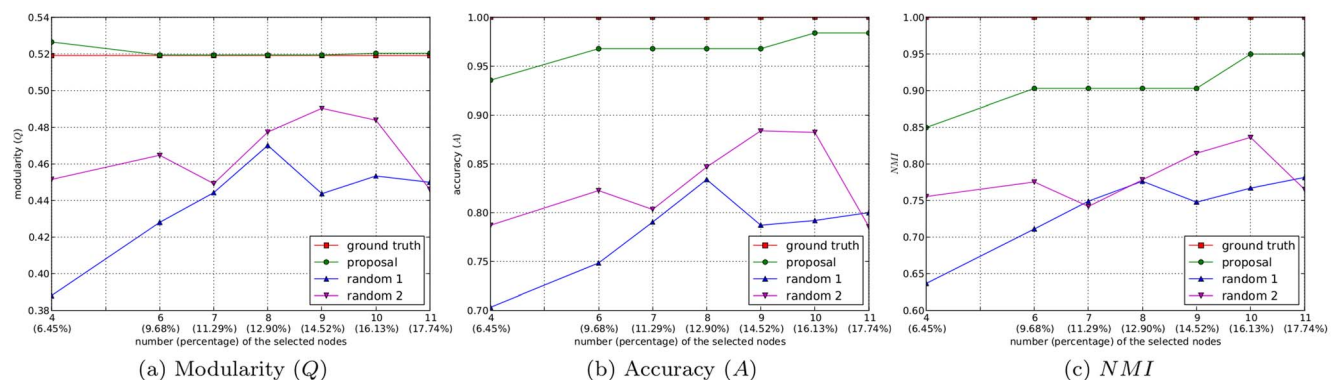 0.54
0.52
0.50
0.48
0.46
0.44
0.42
0.40
0.38
modularity (Q)
ground truth
proposal
random 1
random 2
4 6 7 8 9 10 11
(6.45%) (9.68%) (11.29%) (12.90%) (14.52%) (16.13%) (17.74%)
number (percentage) of the selected nodes
(a) Modularity (Q)
1.00
0.95
0.90
0.85
0.80
0.75
0.70
accuracy (A)
ground truth
proposal
random 1
random 2
4 6 7 8 9 10 11
(6.45%) (9.68%) (11.29%) (12.90%) (14.52%) (16.13%) (17.74%)
number (percentage) of the selected nodes
(b) Accuracy (A)
1.00
0.95
0.90
0.85
0.80
0.75
0.70
0.65
0.60
NMI
ground truth
proposal
random 1
random 2
4 6 7 8 9 10 11
(6.45%) (9.68%) (11.29%) (12.90%) (14.52%) (16.13%) (17.74%)
number (percentage) of the selected nodes
(c) NMI